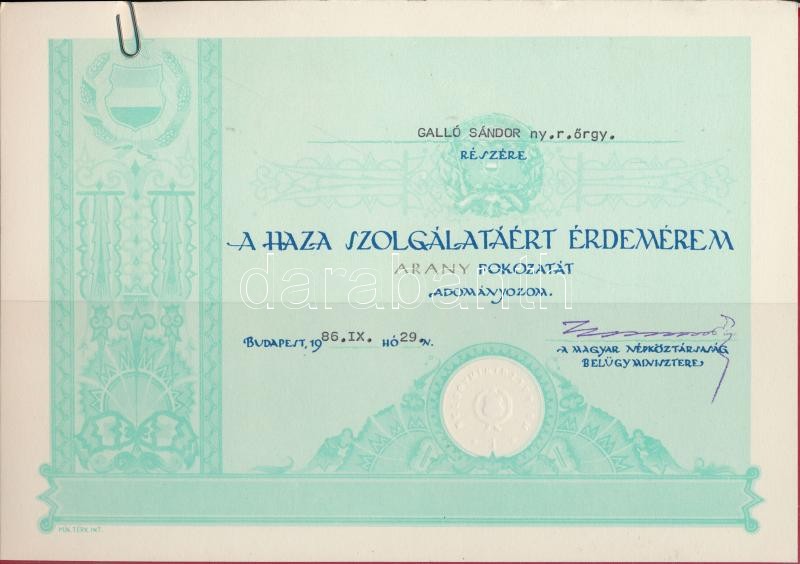 GALLÓ SÁNDOR ny.r.őrgy.
RÉSZÉRE
A HAZA SZOLGÁLATÁÉRT ÉRDEMÉREM
ARANY FOKOZATÁT
ADOMÁNYOZOM.
darabanth
BUDAPEST, 1986.IX. HÓ 29.N.
A MAGYAR NÉPKÖZTÁRSASÁG
BELÜGYMINISZTERE